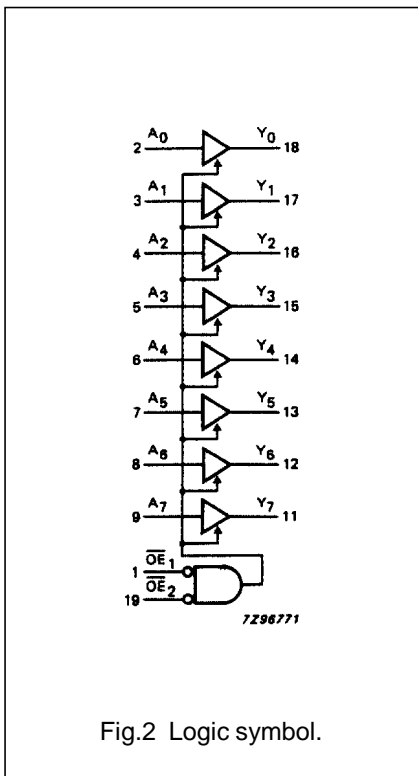 2 A0 Y0 18
3 A1 Y1 17
4 A2 Y2 16
5 A3 Y3 15
6 A4 Y4 14
7 A5 Y5 13
8 A6 Y6 12
9 A7 Y7 11
1 OE1
19 OE2
7Z96771
Fig.2 Logic symbol.